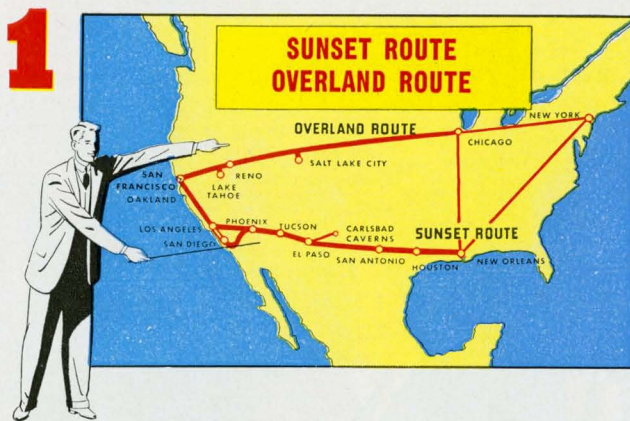 1
SUNSET ROUTE
OVERLAND ROUTE
NEW YORK
OVERLAND ROUTE
CHICAGO
SALT LAKE CITY
RENO
LAKE
TAHOE
SAN
FRANCISCO
OAKLAND
LOS ANGELES
PHOENIX
TUCSON
CARLSBAD
CAVERNS
SUNSET ROUTE
SAN DIEGO
EL PASO
SAN ANTONIO
HOUSTON
NEW ORLEANS